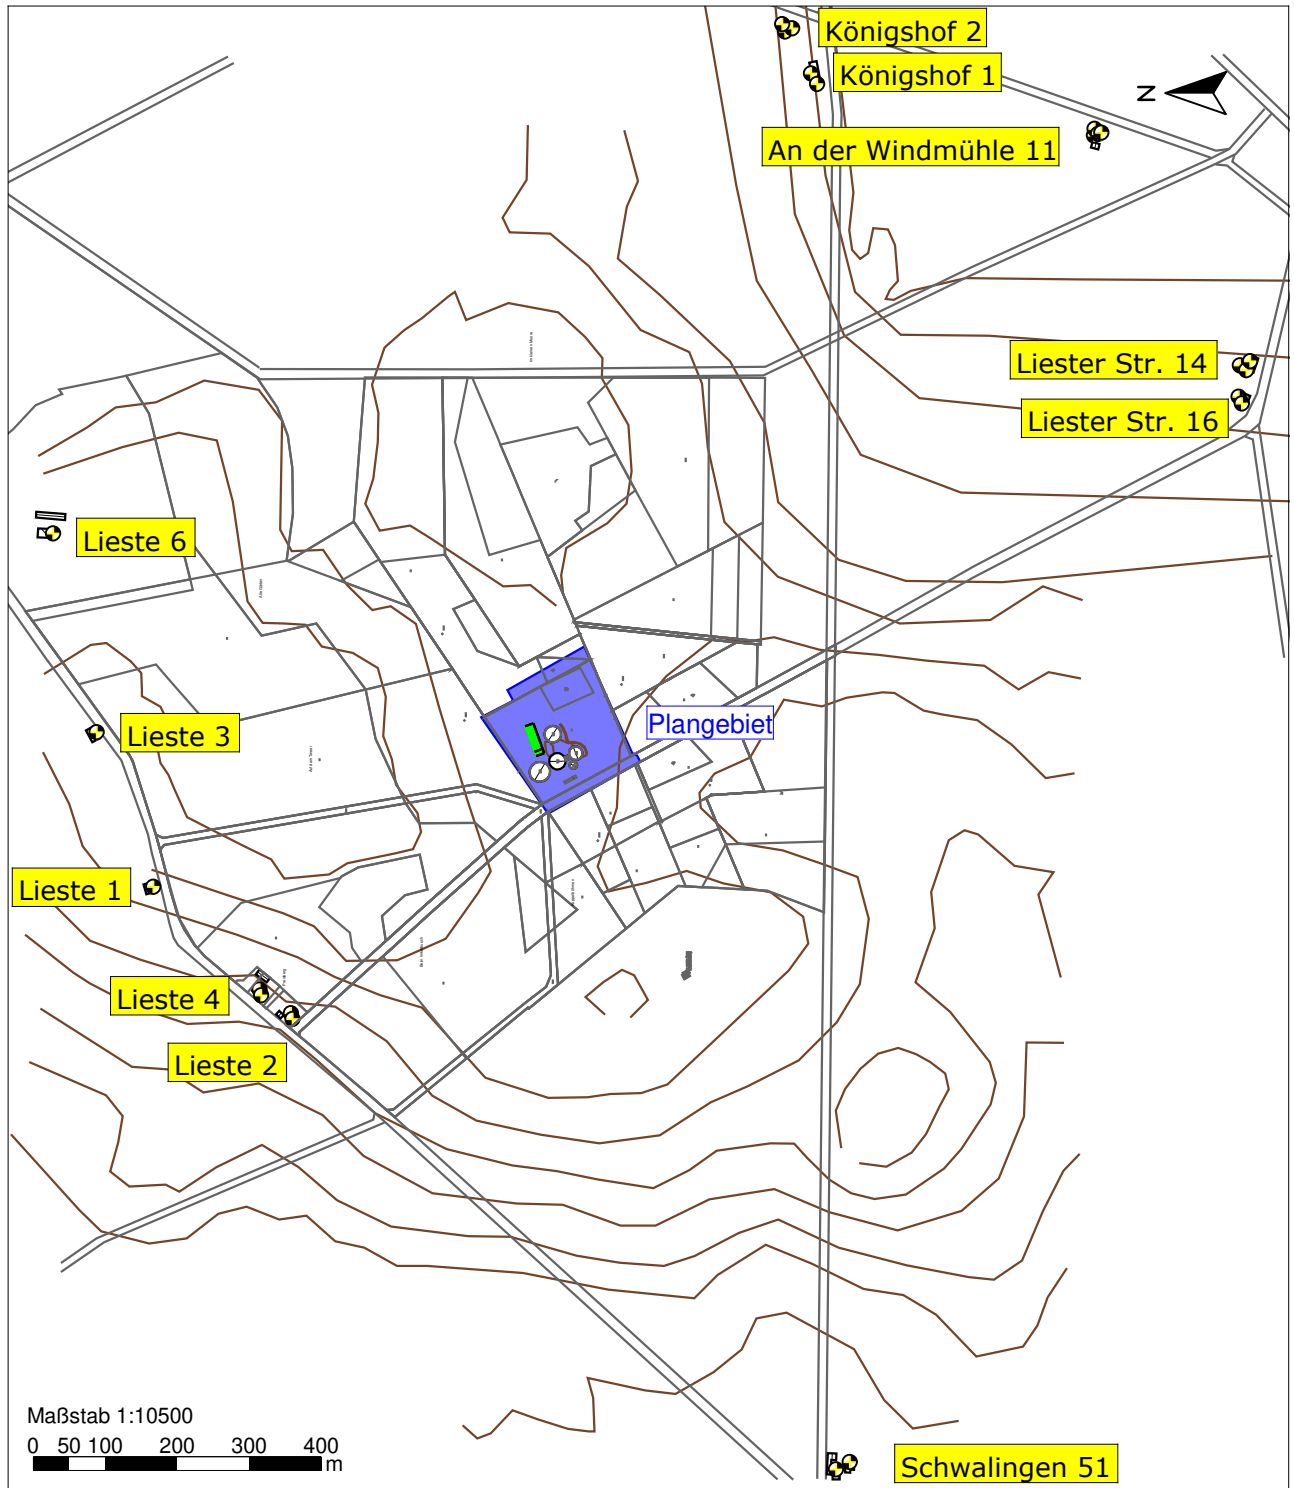 Königshof 2
Königshof 1
N
An der Windmühle 11
Liester Str. 14
Liester Str. 16
Lieste 6
Plangebiet
Lieste 3
Lieste 1
Lieste 4
Lieste 2
Maßstab 1:10500
0 50 100 200 300 400
m
Schwalingen 51